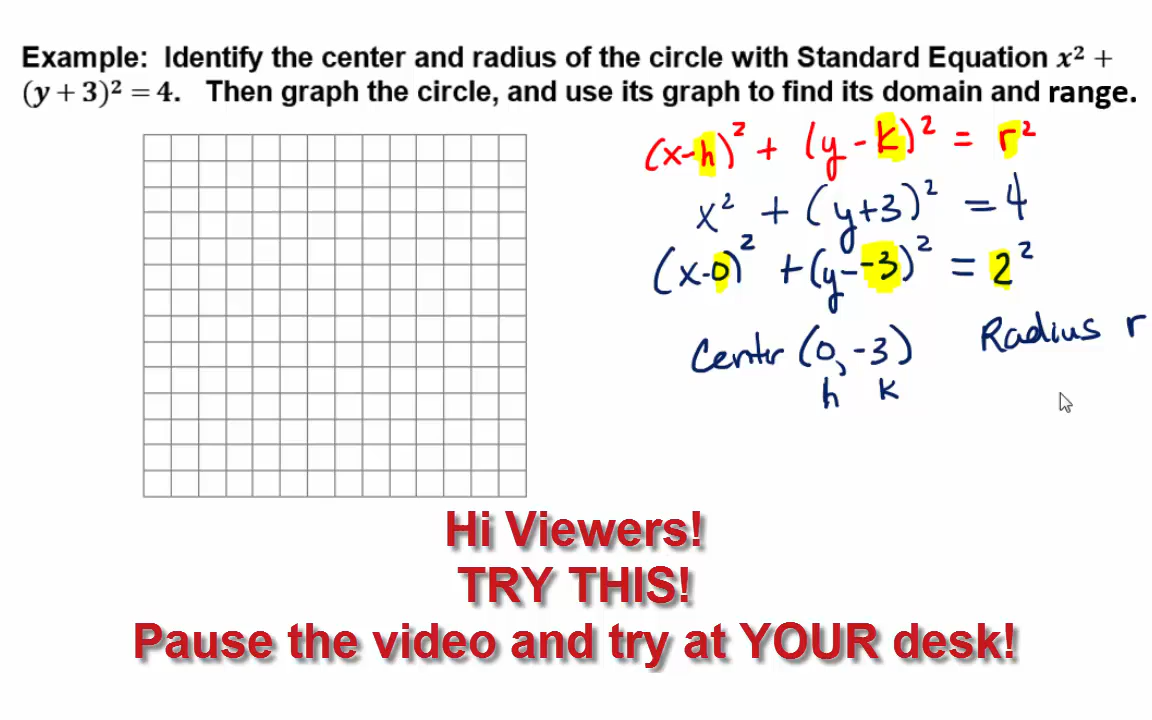 Example: Identify the center and radius of the circle with Standard Equation x² +
(y + 3)² = 4. Then graph the circle, and use its graph to find its domain and range.
(x-h)² + (y-k)² = r²
x² + (y+3)² = 4
(x-0)² + (y--3)² = 2²
Center (0, -3) Radius r
h k
Hi Viewers!
TRY THIS!
Pause the video and try at YOUR desk!